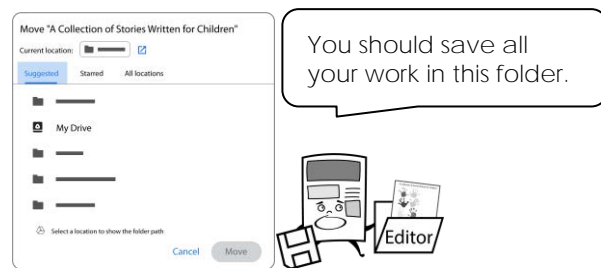 Move "A Collection of Stories Written for Children"
Current location:
Suggested Starred All locations
My Drive
Select a location to show the folder path
Cancel Move
You should save all
your work in this folder.
Editor